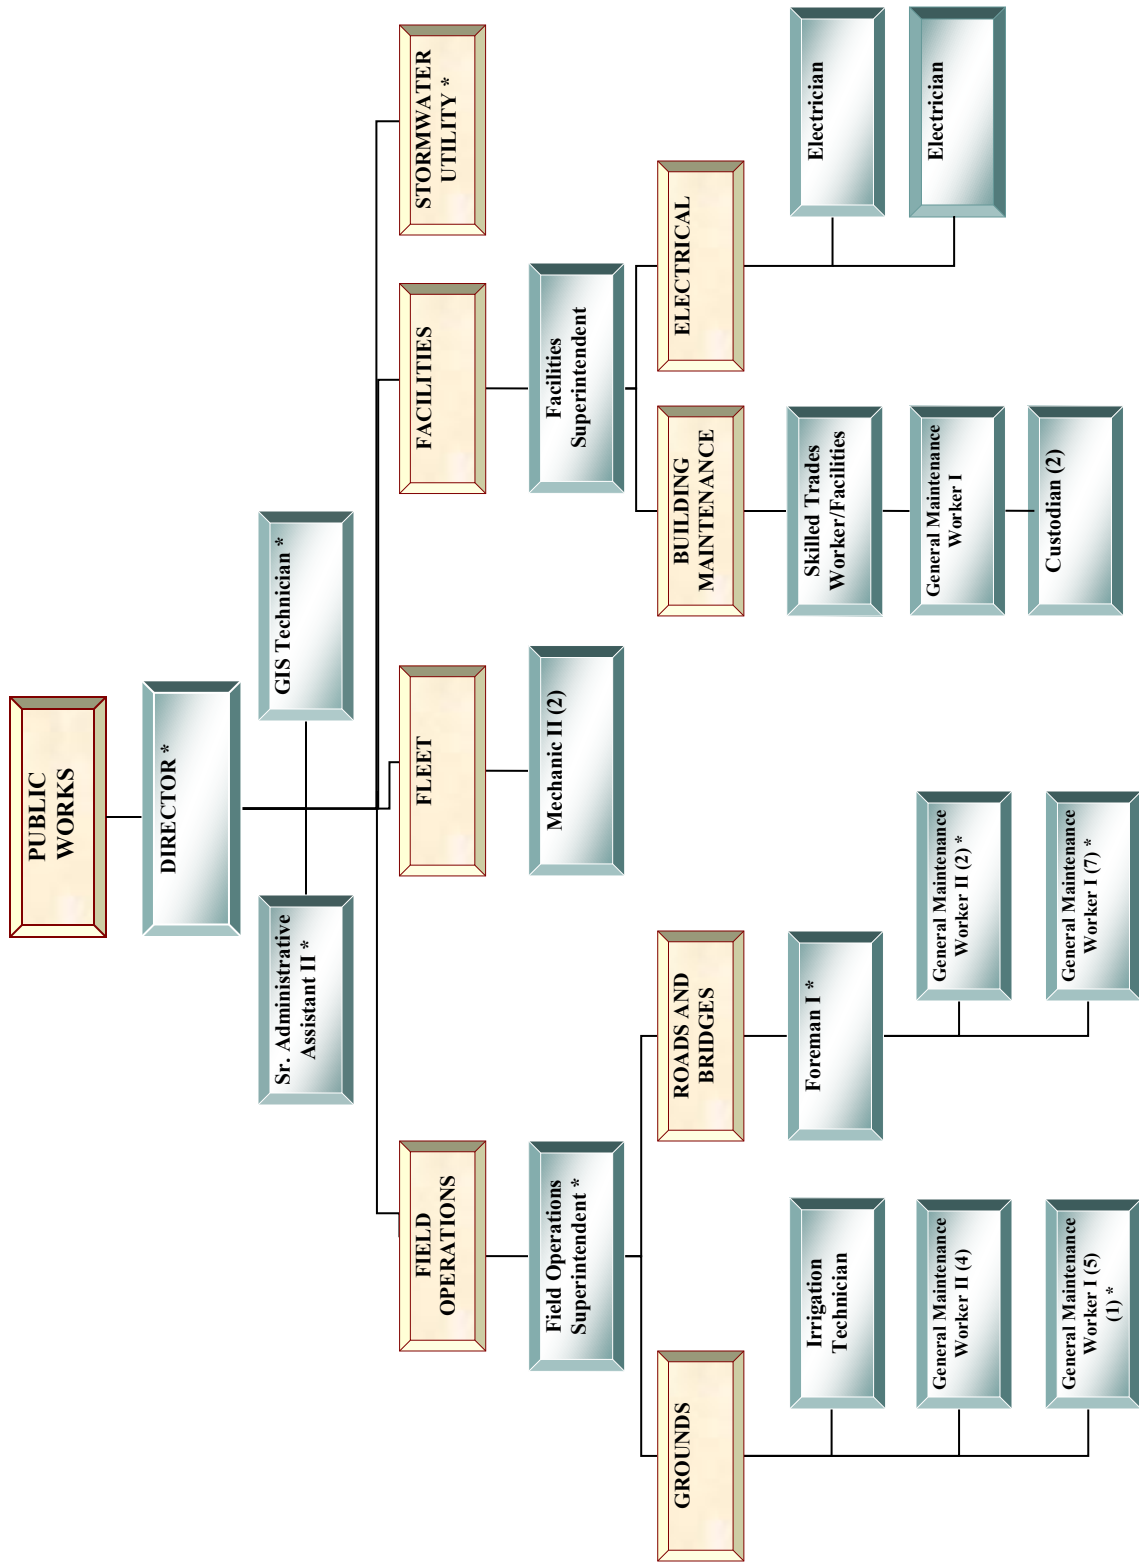 PUBLIC
WORKS
DIRECTOR *
Sr. Administrative
Assistant II *
GIS Technician *
FIELD
OPERATIONS
FLEET
FACILITIES
STORMWATER
UTILITY *
Field Operations
Superintendent *
Mechanic II (2)
Facilities
Superintendent
GROUNDS
ROADS AND
BRIDGES
BUILDING
MAINTENANCE
ELECTRICAL
Irrigation
Technician
General Maintenance
Worker II (4)
General Maintenance
Worker I (5)
(1) *
Foreman I *
General Maintenance
Worker II (2) *
General Maintenance
Worker I (7) *
Skilled Trades
Worker/Facilities
General Maintenance
Worker I
Custodian (2)
Electrician
Electrician